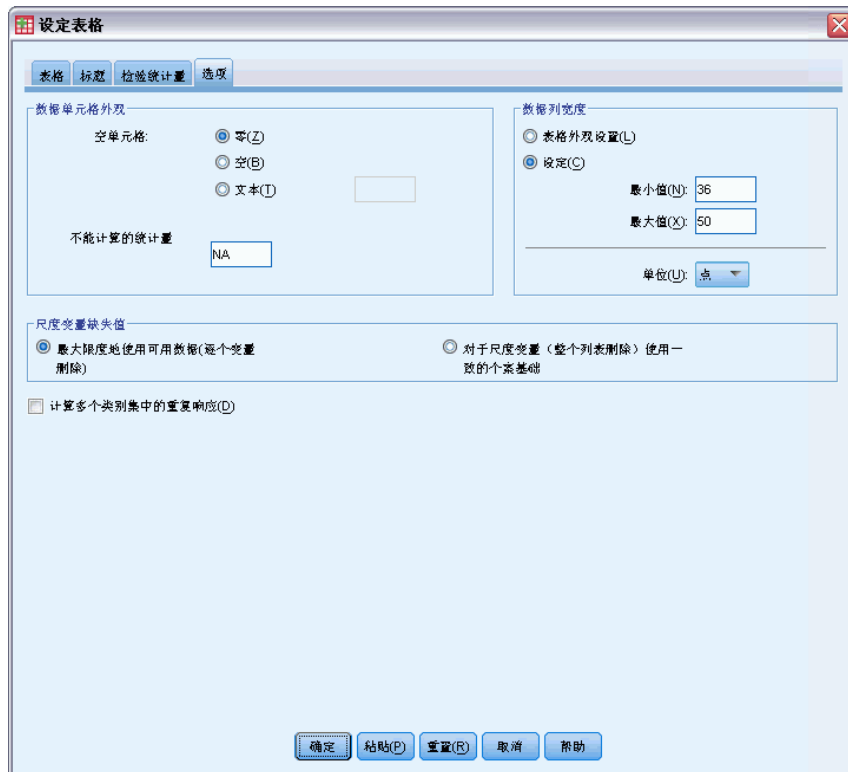 设定表格
表格 标题 检验统计量 选项
数据单元格外观
空单元格:
零(Z)
空(B)
文本(T)
不能计算的统计量
NA
数据列宽度
表格外观设置(L)
设定(C)
最小值(N): 36
最大值(X): 50
单位(U): 点
尺度变量缺失值
最大限度地使用可用数据(逐个变量
删除)
对于尺度变量（整个列表删除）使用一
致的个案基础
计算多个类别集中的重复响应(D)
确定 粘贴(P) 重置(R) 取消 帮助